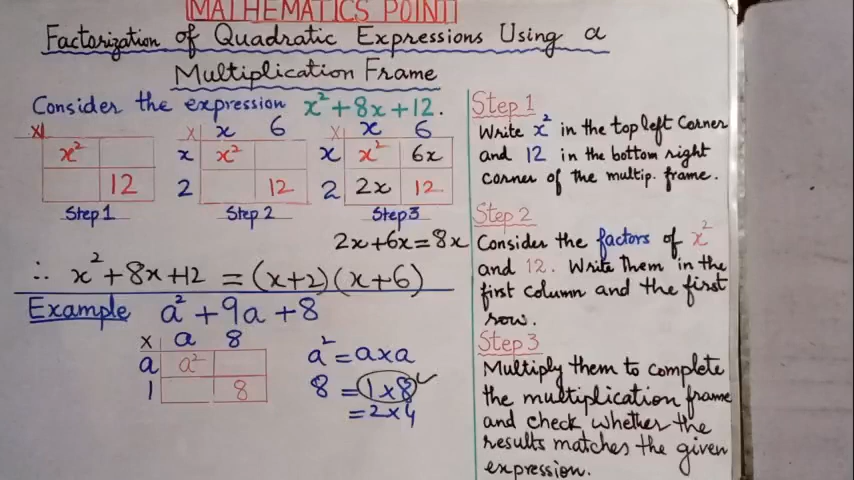 MATHEMATICS POINT
Factorization of Quadratic Expressions Using a
Multiplication Frame
Consider the expression x²+8x+12.
×
x²
12
Step 1
× x 6
x x²
2 12
Step 2
× x 6
x x² 6x
2 2x 12
Step3
2x+6x=8x
∴ x²+8x+12 = (x+2)(x+6)
Example a²+9a+8
× a 8
a a²
1 8
a² = a×a
8 = 1×8 ✓
= 2×4
Step 1
Write x² in the top left corner
and 12 in the bottom right
corner of the multip. frame.
Step 2
Consider the factors of x²
and 12. Write them in the
first column and the first
row.
Step 3
Multiply them to complete
the multiplication frame
and check whether the
results matches the given
expression.